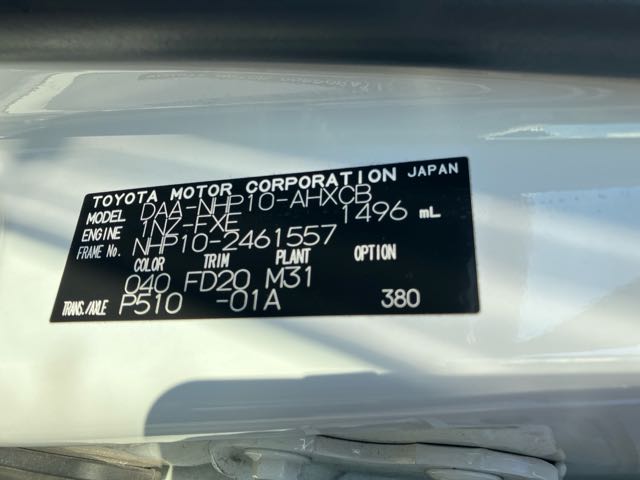 TOYOTA MOTOR CORPORATION JAPAN
MODEL DAA-NHP10-AHXCB
ENGINE 1NZ-FXE 1496 mL
FRAME No. NHP10-2461557
COLOR TRIM PLANT OPTION
040 FD20 M31
TRANS./AXLE P510 -01A 380